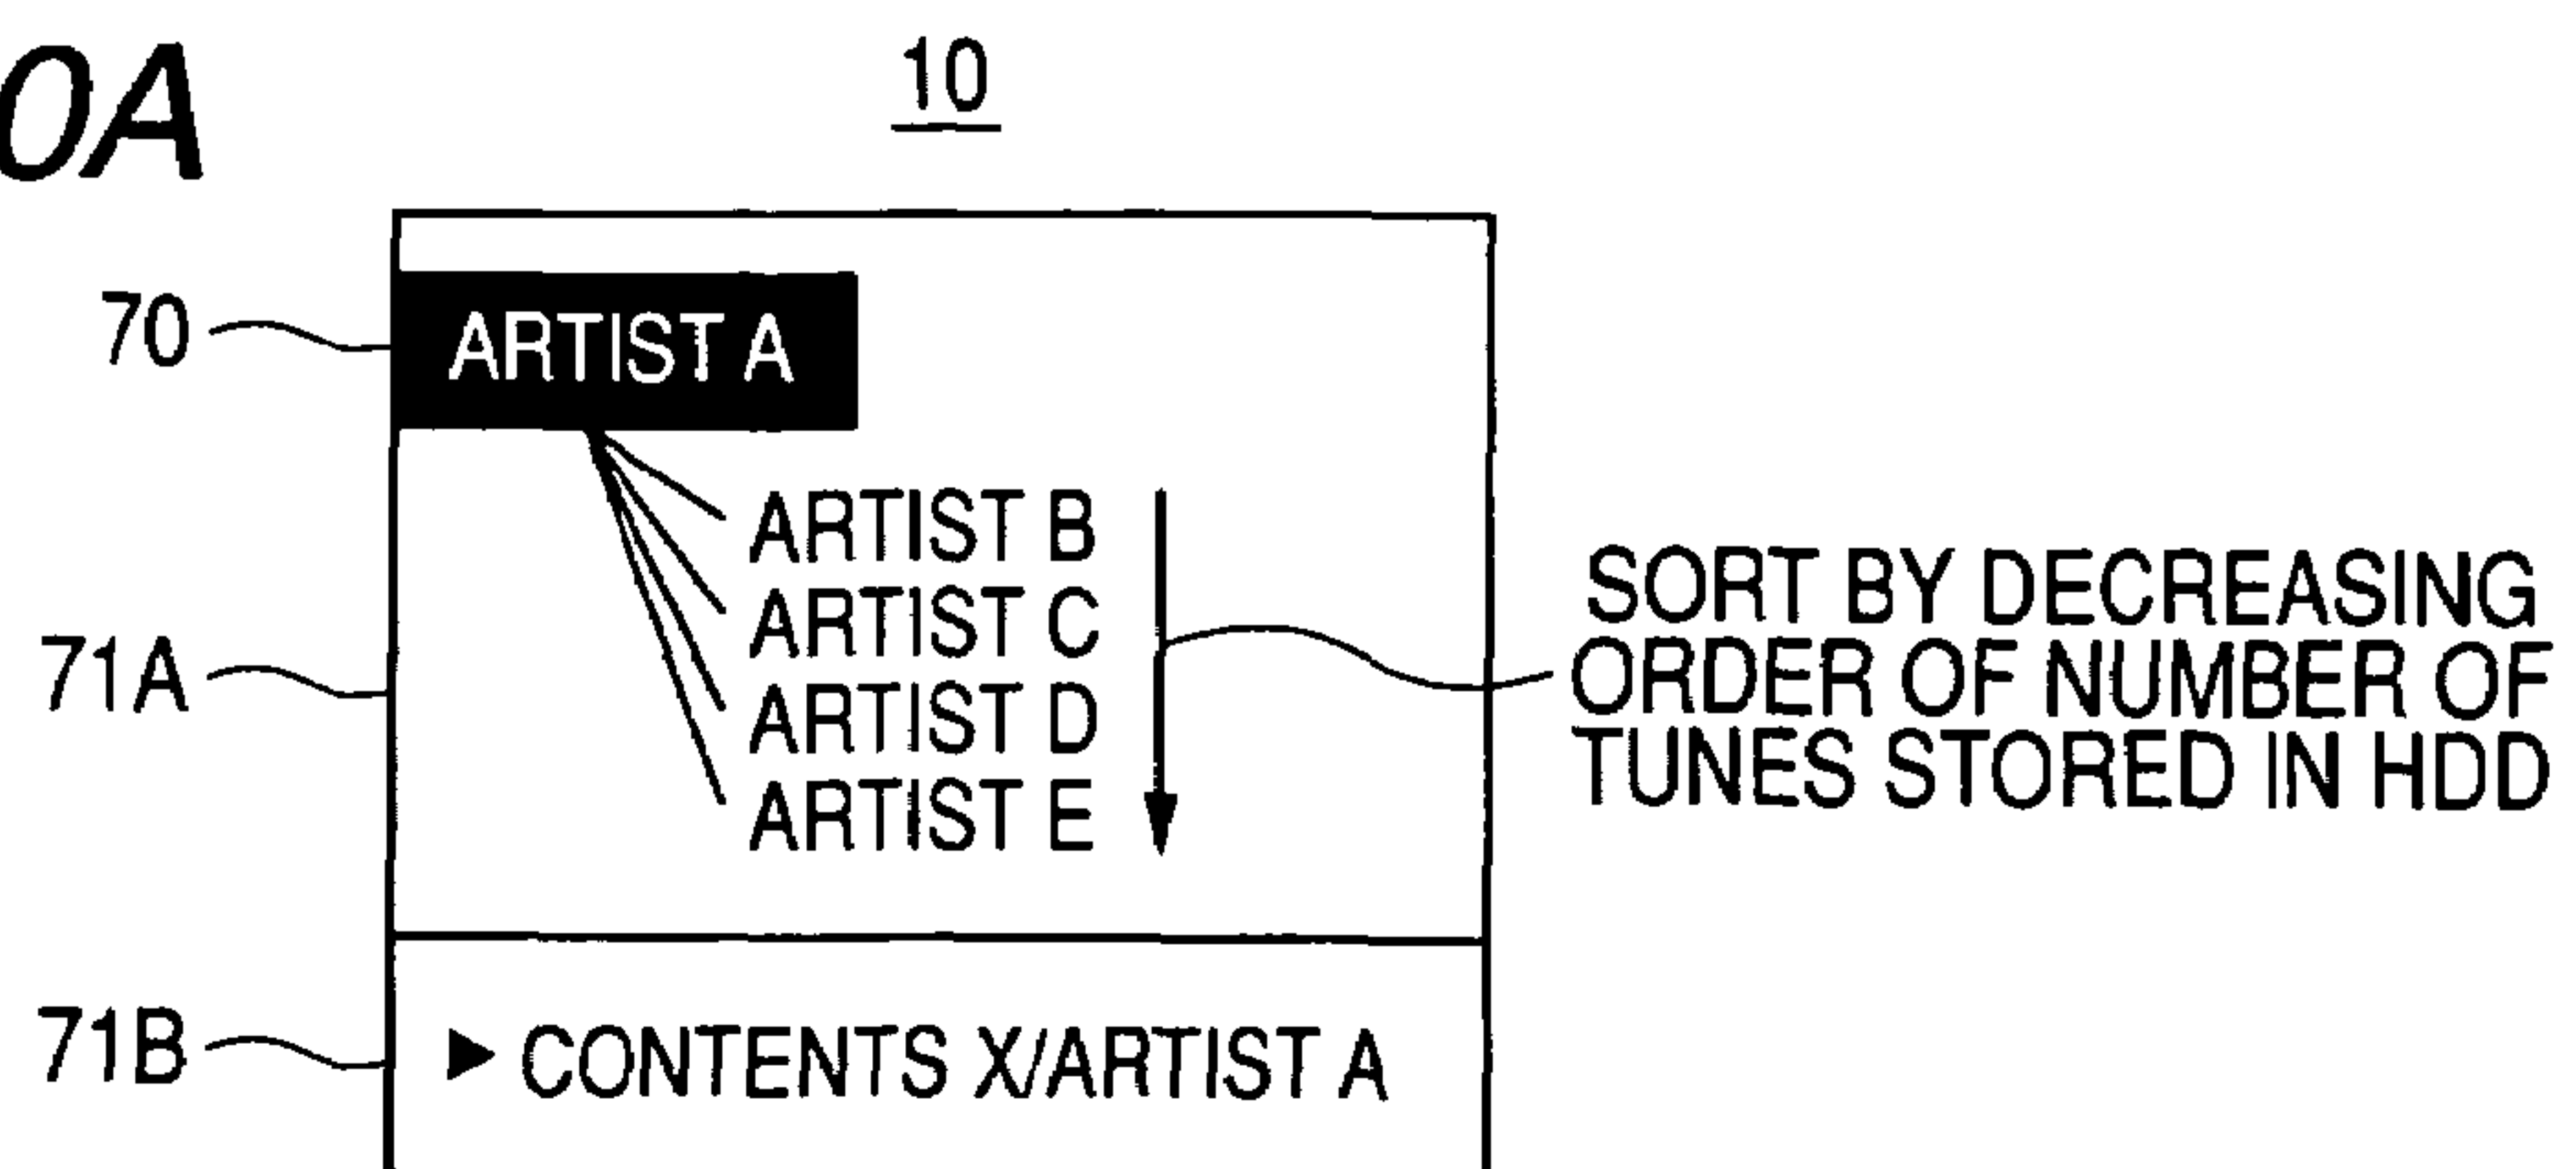 0A
10
70
ARTIST A
ARTIST B
ARTIST C
ARTIST D
ARTIST E
71A
SORT BY DECREASING
ORDER OF NUMBER OF
TUNES STORED IN HDD
71B
▶ CONTENTS X/ARTIST A